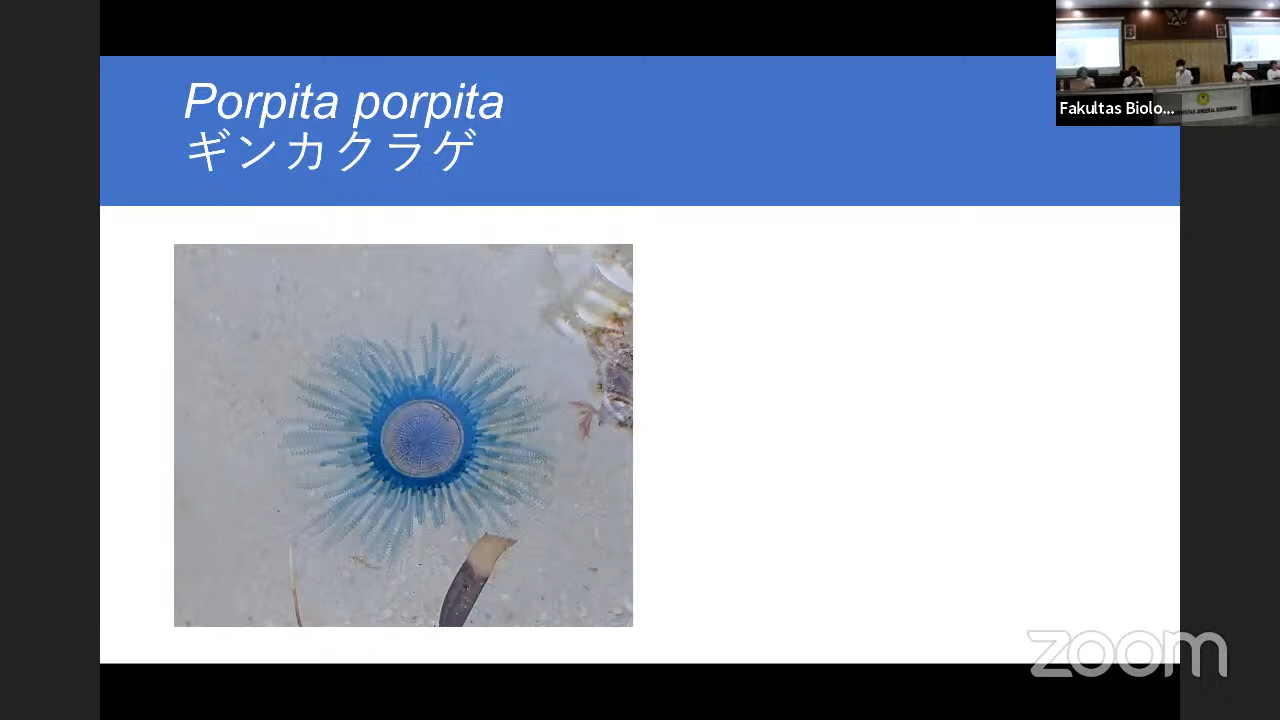 Porpita porpita
ギンカクラゲ
Fakultas Biolo...
zoom